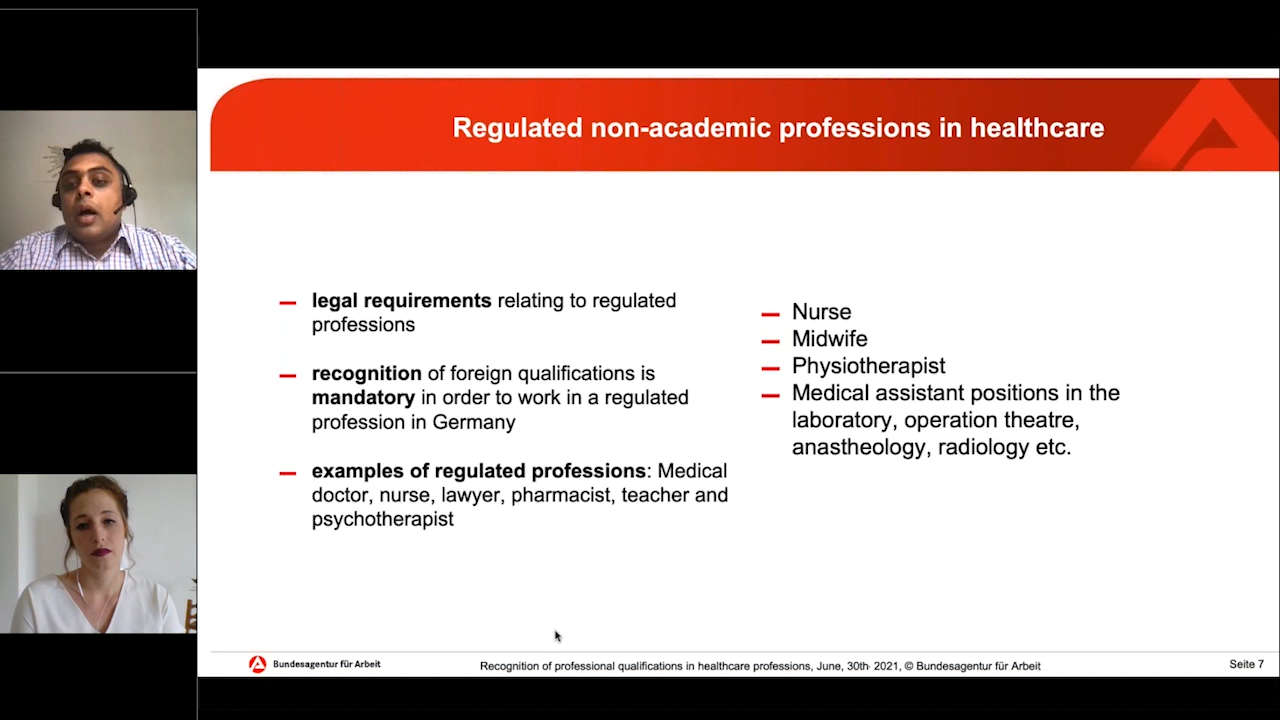 Regulated non-academic professions in healthcare
legal requirements relating to regulated
professions
recognition of foreign qualifications is
mandatory in order to work in a regulated
profession in Germany
examples of regulated professions: Medical
doctor, nurse, lawyer, pharmacist, teacher and
psychotherapist
Nurse
Midwife
Physiotherapist
Medical assistant positions in the
laboratory, operation theatre,
anastheology, radiology etc.
Bundesagentur für Arbeit
Recognition of professional qualifications in healthcare professions, June, 30th· 2021, © Bundesagentur für Arbeit
Seite 7